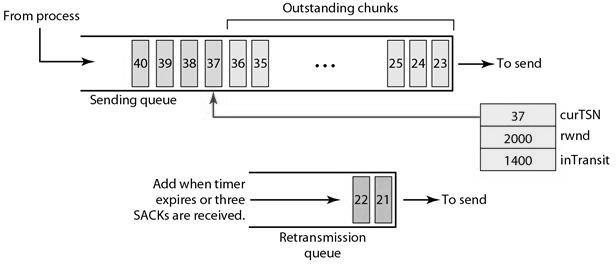 Outstanding chunks
From process
40 39 38 37 36 35 ... 25 24 23
To send
Sending queue
37 curTSN
2000 rwnd
1400 inTransit
Add when timer
expires or three
SACKs are received.
22 21
To send
Retransmission
queue